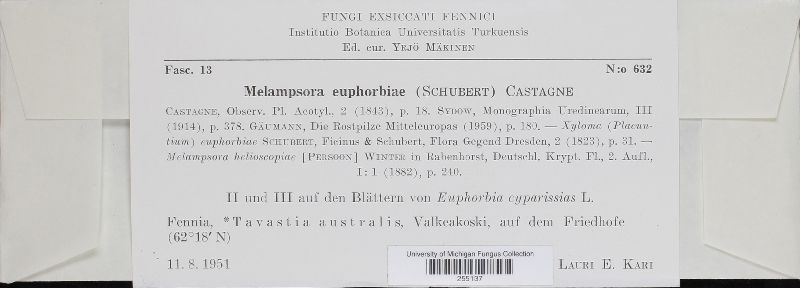 FUNGI EXSICCATI FENNICI
Institutio Botanica Universitatis Turkuensis
Ed. cur. YRJÖ MÄKINEN
Fasc. 13 N:o 632
Melampsora euphorbiae (SCHUBERT) CASTAGNE
CASTAGNE, Observ. Pl. Acotyl., 2 (1843), p. 18. SYDOW, Monographia Uredinearum, III
(1914), p. 378. GÄUMANN, Die Rostpilze Mitteleuropas (1959), p. 180. — Xyloma (Placun-
tium) euphorbiae SCHUBERT, Ficinus & Schubert, Flora Gegend Dresden, 2 (1823), p. 31. —
Melampsora helioscopiae [PERSOON] WINTER in Rabenhorst, Deutschl. Krypt. Fl., 2. Aufl.,
I: 1 (1882), p. 240.
II und III auf den Blättern von Euphorbia cyparissias L.
Fennia, *Tavastia australis, Valkeakoski, auf dem Friedhofe
(62°18′ N)
11. 8. 1951 LAURI E. KARI
University of Michigan Fungus Collection
255137